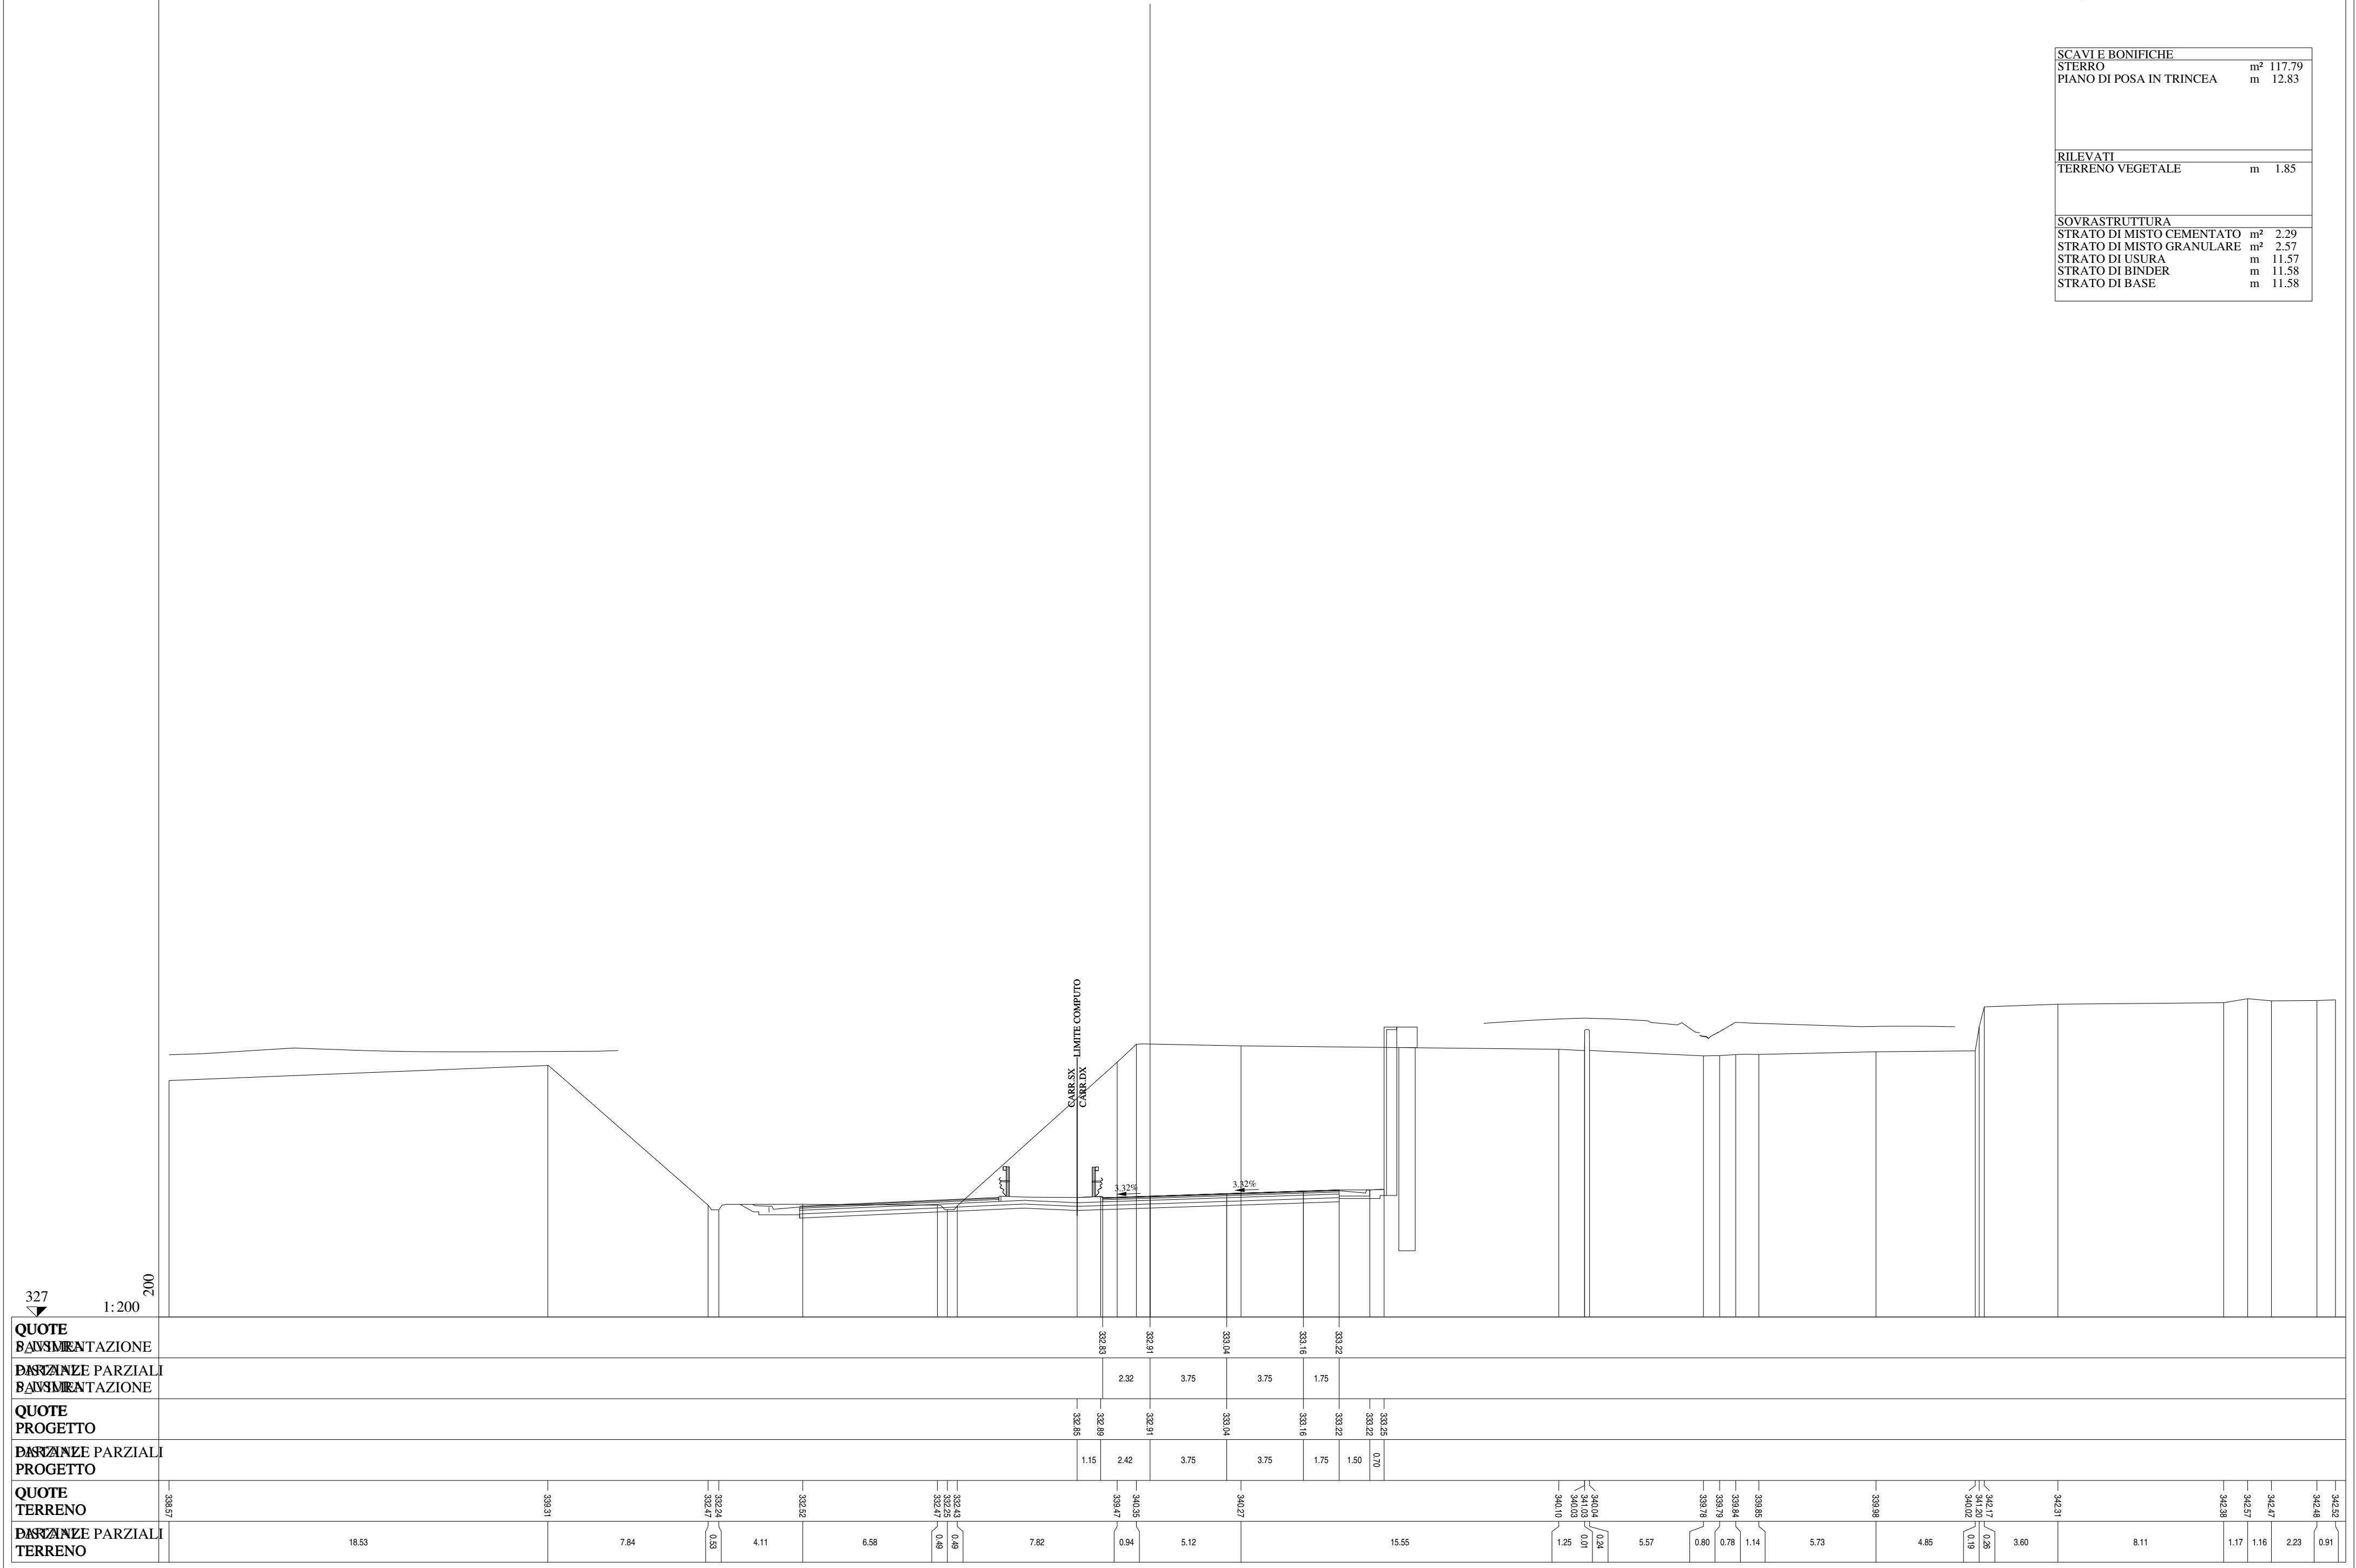 SCAVI E BONIFICHE
STERRO m² 117.79
PIANO DI POSA IN TRINCEA m 12.83
RILEVATI
TERRENO VEGETALE m 1.85
SOVRASTRUTTURA
STRATO DI MISTO CEMENTATO m² 2.29
STRATO DI MISTO GRANULARE m² 2.57
STRATO DI USURA m 11.57
STRATO DI BINDER m 11.58
STRATO DI BASE m 11.58
LIMITE COMPUTO
CARR.SX
CARR.DX
3.32% 3.32%
327 1:200 200
QUOTE
PAVIMENTAZIONE
332.83 332.91 333.04 333.16 333.22
PARZIALI
PAVIMENTAZIONE
2.32 3.75 3.75 1.75
QUOTE
PROGETTO
332.85 332.89 332.91 333.04 333.16 333.22 333.22 333.25
PARZIALI
PROGETTO
1.15 2.42 3.75 3.75 1.75 1.50 0.70
QUOTE
TERRENO
338.57 339.31 332.47 332.24 332.52 332.47 332.25 332.43 339.47 340.35 340.27 340.10 340.03 341.03 340.04 339.78 339.79 339.84 339.85 339.98 340.02 341.20 342.17 342.31 342.38 342.57 342.47 342.48 342.52
PARZIALI
TERRENO
18.53 7.84 0.53 4.11 6.58 0.49 0.49 7.82 0.94 5.12 15.55 1.25 0.01 0.24 5.57 0.80 0.78 1.14 5.73 4.85 0.19 0.26 3.60 8.11 1.17 1.16 2.23 0.91